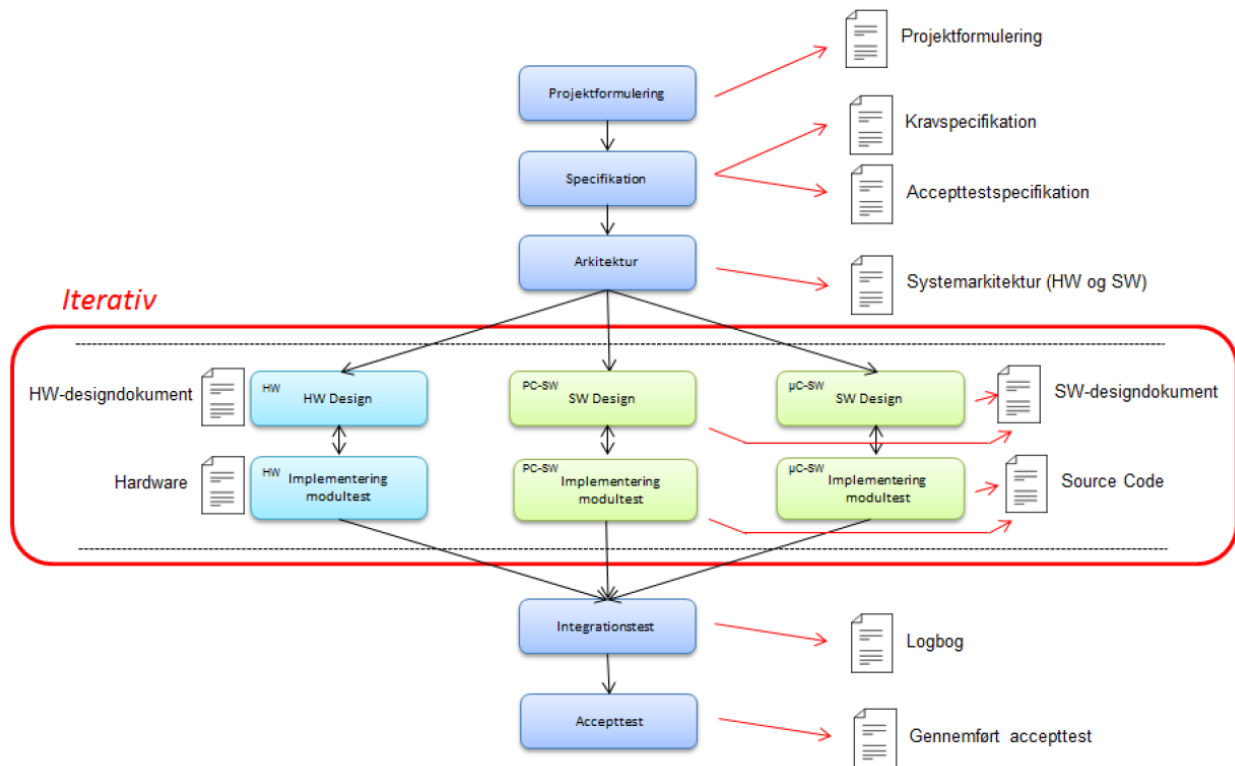 Projektformulering
Projektformulering
Kravspecifikation
Specifikation
Accepttestspecifikation
Arkitektur
Systemarkitektur (HW og SW)
Iterativ
HW-designdokument
HW
HW Design
PC-SW
SW Design
µC-SW
SW Design
SW-designdokument
Hardware
HW
Implementering
modultest
PC-SW
Implementering
modultest
µC-SW
Implementering
modultest
Source Code
Integrationstest
Logbog
Accepttest
Gennemført accepttest